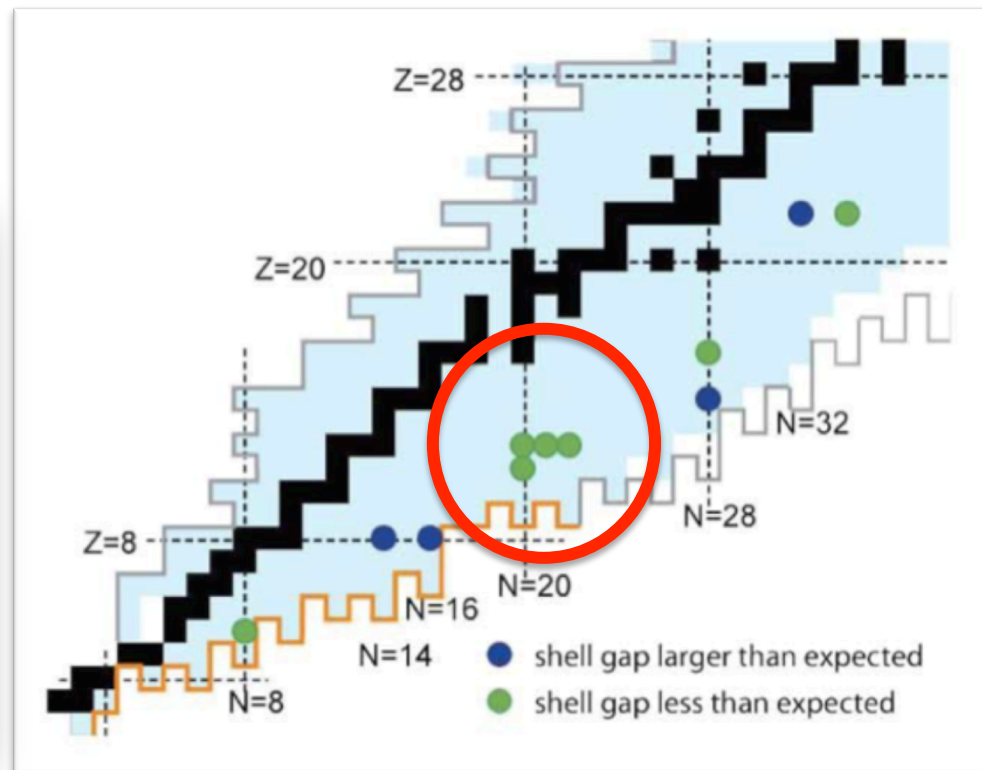 Z=28
Z=20
N=32
N=28
Z=8
N=20
N=16
N=14
shell gap larger than expected
N=8
shell gap less than expected